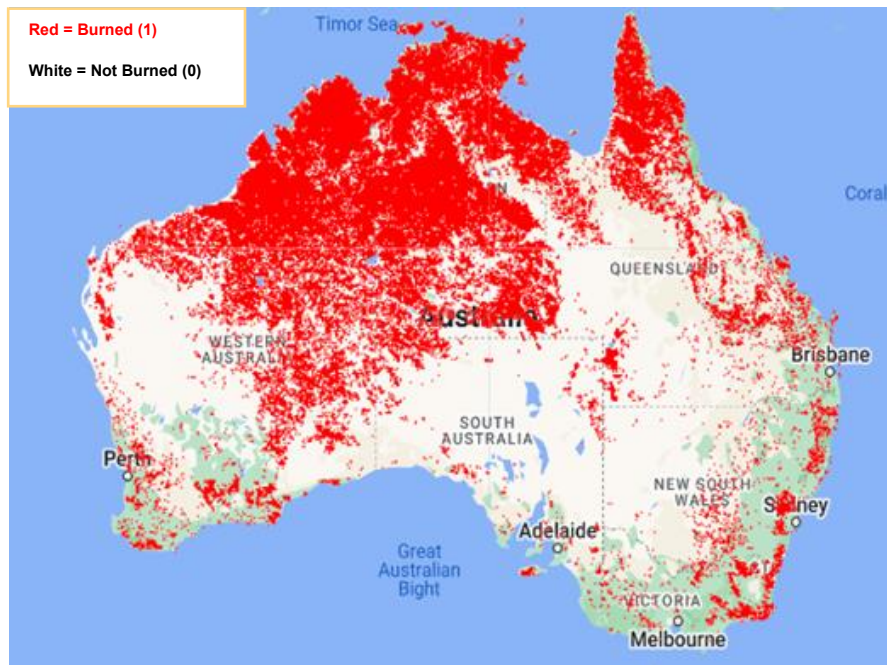 Red = Burned (1)
White = Not Burned (0)
Timor Sea
Coral
QUEENSLAND
Australia
WESTERN
AUSTRALIA
Brisbane
SOUTH
AUSTRALIA
Perth
NEW SOUTH
WALES
Sydney
Adelaide
Great
Australian
Bight
VICTORIA
Melbourne